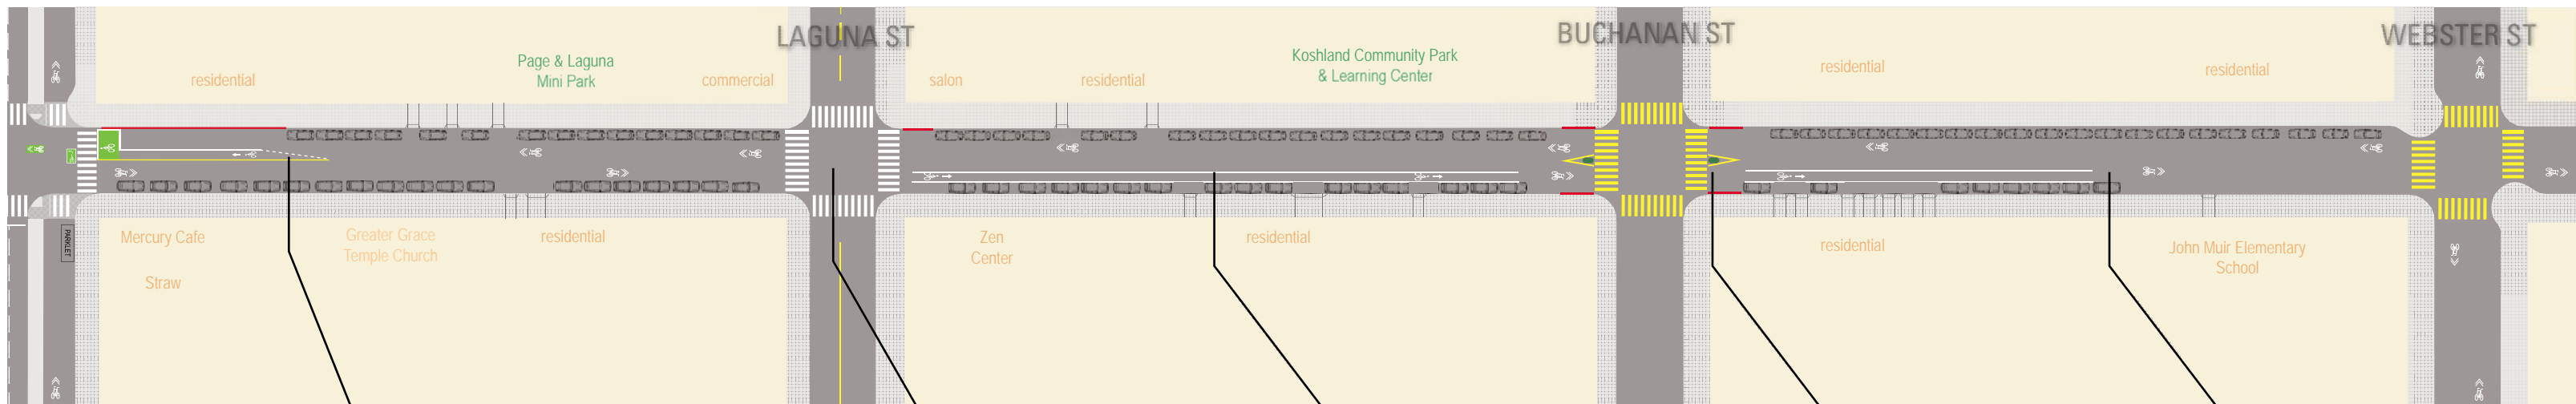 LAGUNA ST
BUCHANAN ST
WEBSTER ST
residential
Page & Laguna
Mini Park
commercial
salon
residential
Koshland Community Park
& Learning Center
residential
residential
Mercury Cafe
Straw
PARKLET
Greater Grace
Temple Church
residential
Zen
Center
residential
residential
John Muir Elementary
School